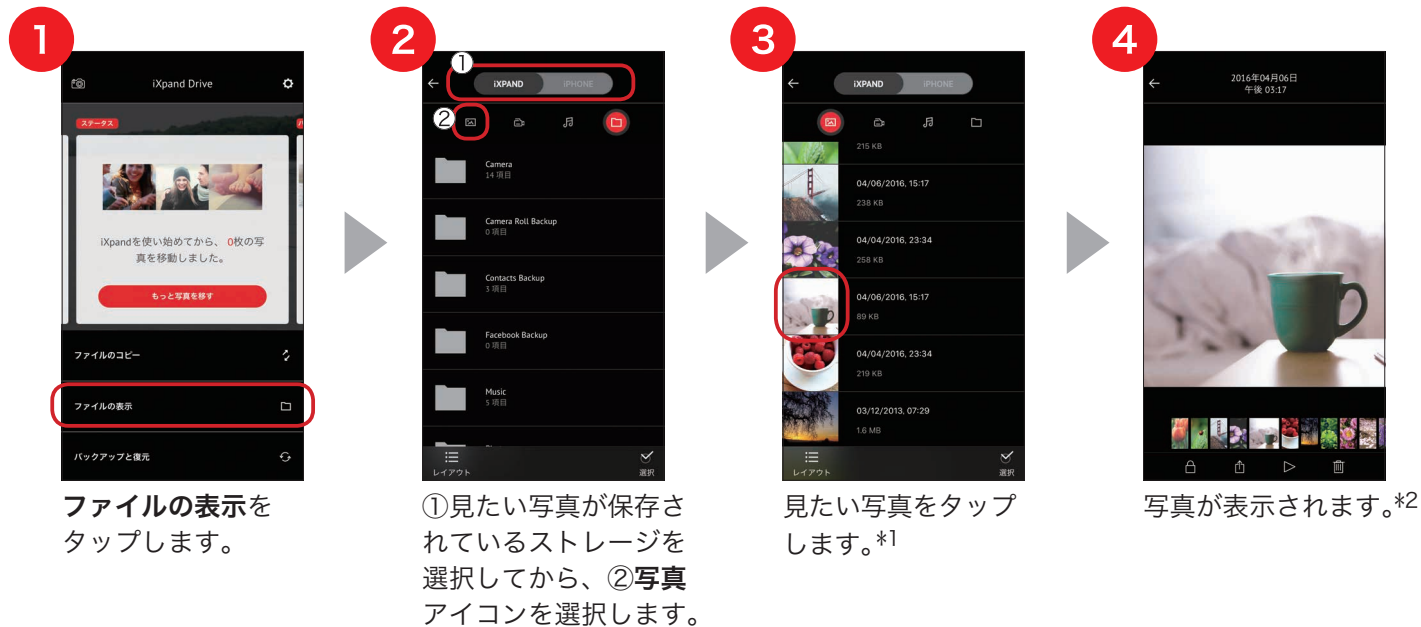 1
iXpand Drive
ステータス
iXpandを使い始めてから、 0枚の写
真を移動しました。
もっと写真を移す
ファイルのコピー
ファイルの表示
バックアップと復元
ファイルの表示を
タップします。
2
①
iXPAND iPHONE
②
Camera
14 項目
Camera Roll Backup
0 項目
Contacts Backup
3 項目
Facebook Backup
0 項目
Music
5 項目
レイアウト 選択
①見たい写真が保存さ
れているストレージを
選択してから、②写真
アイコンを選択します。
3
iXPAND iPHONE
215 KB
04/06/2016, 15:17
238 KB
04/04/2016, 23:34
258 KB
04/06/2016, 15:17
89 KB
04/04/2016, 23:34
219 KB
03/12/2013, 07:29
1.6 MB
レイアウト 選択
見たい写真をタップ
します。*1
4
2016年04月06日
午後 03:17
写真が表示されます。*2